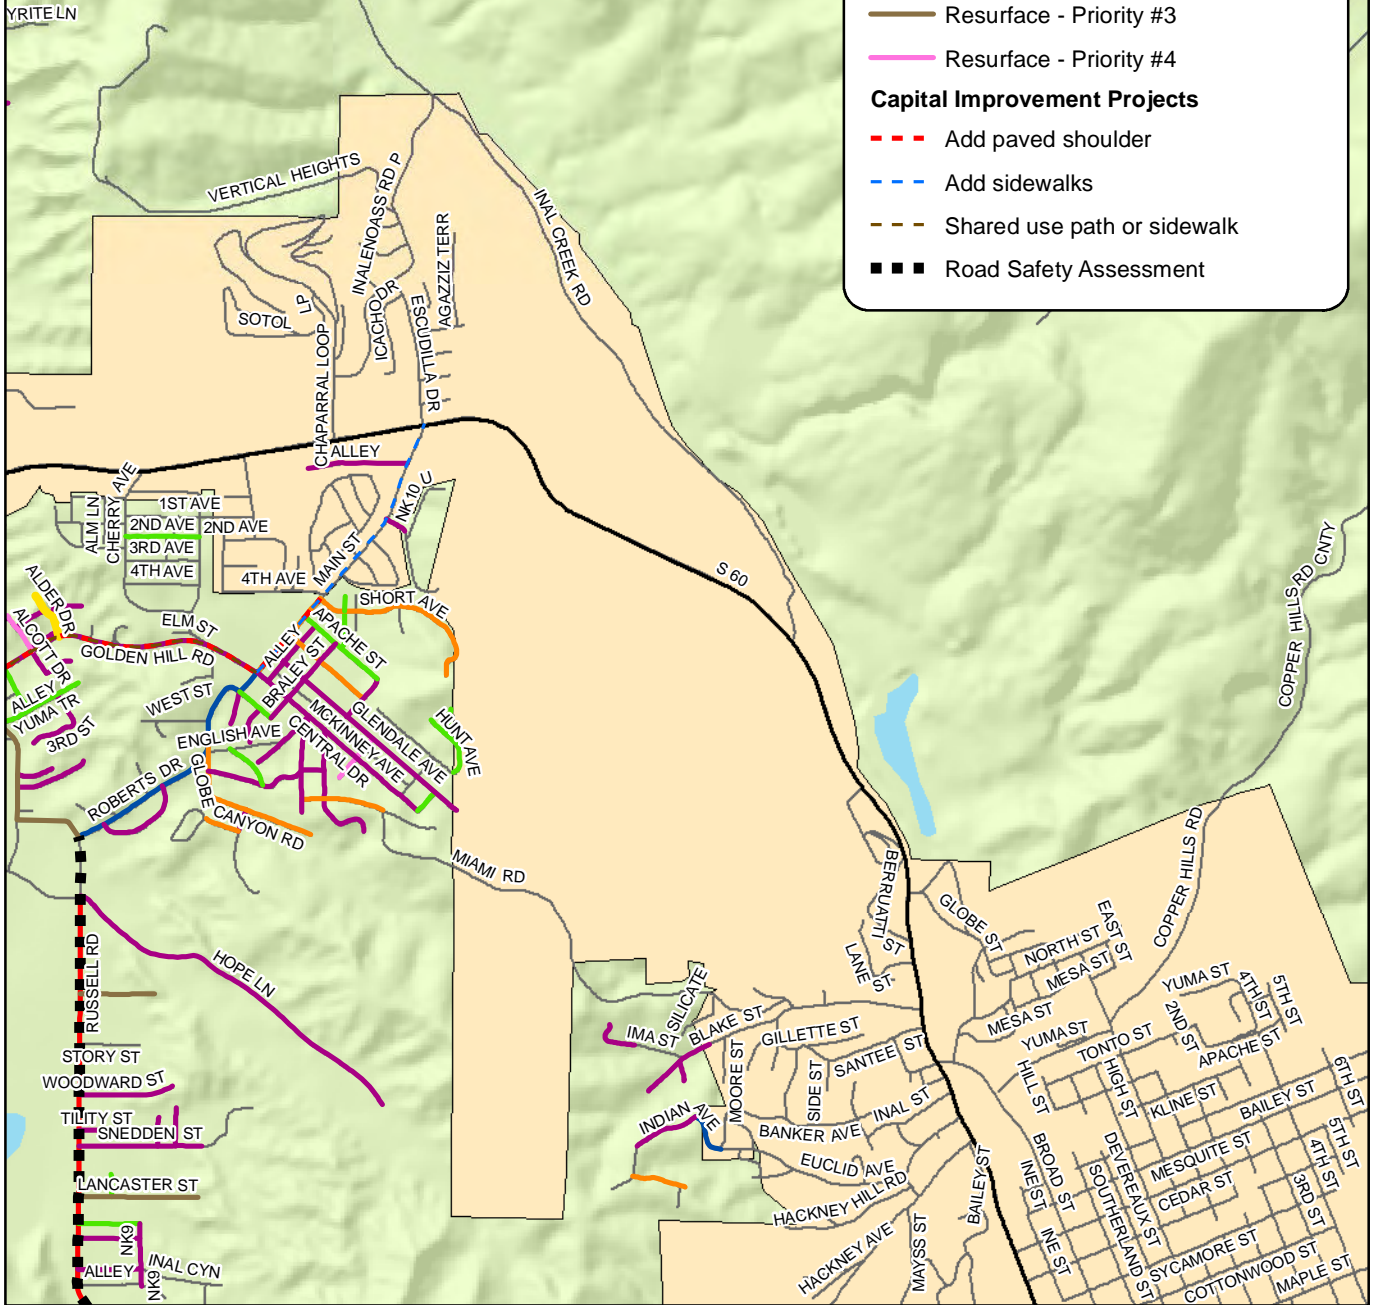 YRITE LN
Resurface - Priority #3
Resurface - Priority #4
Capital Improvement Projects
Add paved shoulder
Add sidewalks
Shared use path or sidewalk
Road Safety Assessment
VERTICAL HEIGHTS
INALENOASS RD P
INAL CREEK RD
AGAZZIZ TERR
SOTOL
LP
ICACHO DR
ESCUDILLA DR
CHAPARRAL LOOP
ALLEY
ALM LN
CHERRY AVE
1ST AVE
2ND AVE
2ND AVE
3RD AVE
4TH AVE
4TH AVE
MAIN ST
NK10 U
S 60
COPPER HILLS RD CNTY
ALDER DR
ALCOTT DR
ELM ST
GOLDEN HILL RD
ALLEY
APACHE ST
SHORT AVE
BRALEY ST
ALLEY
YUMA TR
3RD ST
WEST ST
ENGLISH AVE
MCKINNEY AVE
GLENDALE AVE
CENTRAL DR
HUNT AVE
ROBERTS DR
GLOBE
CANYON RD
MIAMI RD
BERRUATTI
ST
LANE
ST
GLOBE ST
NORTH ST
EAST ST
MESA ST
COPPER HILLS RD
RUSSELL RD
HOPE LN
IMA ST
SILICATE
BLAKE ST
GILLETTE ST
MESA ST
YUMA ST
YUMA ST
4TH ST
5TH ST
2ND ST
TONTO ST
APACHE ST
STORY ST
WOODWARD ST
TILITY ST
SNEDDEN ST
LANCASTER ST
NK9
ALLEY
INAL CYN
NK9
MOORE ST
SIDE ST
SANTEE ST
INDIAN AVE
BANKER AVE
INAL ST
EUCLID AVE
HACKNEY HILL RD
HACKNEY AVE
MAYSS ST
BAILEY ST
HILL ST
HIGH ST
KLINE ST
BAILEY ST
6TH ST
5TH ST
4TH ST
3RD ST
BROAD ST
INE ST
INE ST
DEVEREAUX ST
SOUTHERLAND ST
MESQUITE ST
CEDAR ST
SYCAMORE ST
COTTONWOOD ST
MAPLE ST